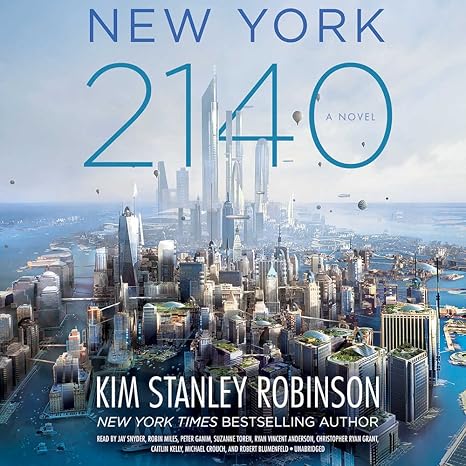 NEW YORK
2140
A NOVEL
KIM STANLEY ROBINSON
NEW YORK TIMES BESTSELLING AUTHOR
READ BY JAY SNYDER, ROBIN MILES, PETER GANIM, SUZANNE TOREN, RYAN VINCENT ANDERSON, CHRISTOPHER RYAN GRANT,
CAITLIN KELLY, MICHAEL CROUCH, AND ROBERT BLUMENFELD • UNABRIDGED